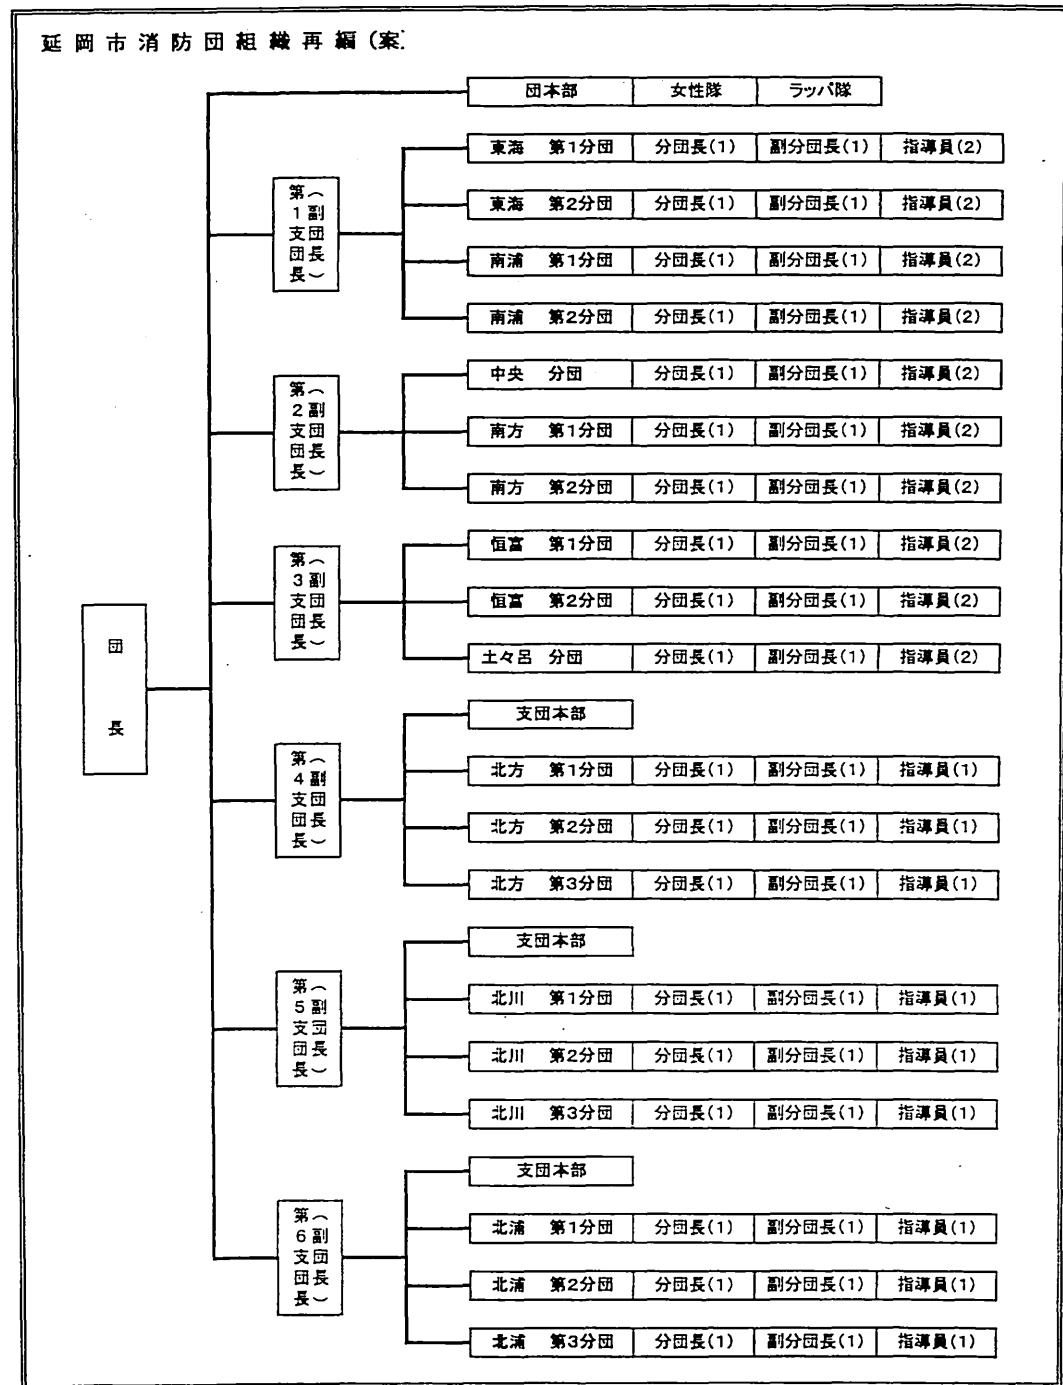 延岡市消防団組織再編(案)
団本部 女性隊 ラッパ隊
東海 第1分団 分団長(1) 副分団長(1) 指導員(2)
第1支団長(副団長)
東海 第2分団 分団長(1) 副分団長(1) 指導員(2)
南浦 第1分団 分団長(1) 副分団長(1) 指導員(2)
南浦 第2分団 分団長(1) 副分団長(1) 指導員(2)
中央 分団 分団長(1) 副分団長(1) 指導員(2)
第2支団長(副団長)
南方 第1分団 分団長(1) 副分団長(1) 指導員(2)
南方 第2分団 分団長(1) 副分団長(1) 指導員(2)
恒富 第1分団 分団長(1) 副分団長(1) 指導員(2)
第3支団長(副団長)
恒富 第2分団 分団長(1) 副分団長(1) 指導員(2)
土々呂 分団 分団長(1) 副分団長(1) 指導員(2)
団長
支団本部
第4支団長(副団長)
北方 第1分団 分団長(1) 副分団長(1) 指導員(1)
北方 第2分団 分団長(1) 副分団長(1) 指導員(1)
北方 第3分団 分団長(1) 副分団長(1) 指導員(1)
支団本部
第5支団長(副団長)
北川 第1分団 分団長(1) 副分団長(1) 指導員(1)
北川 第2分団 分団長(1) 副分団長(1) 指導員(1)
北川 第3分団 分団長(1) 副分団長(1) 指導員(1)
支団本部
第6支団長(副団長)
北浦 第1分団 分団長(1) 副分団長(1) 指導員(1)
北浦 第2分団 分団長(1) 副分団長(1) 指導員(1)
北浦 第3分団 分団長(1) 副分団長(1) 指導員(1)